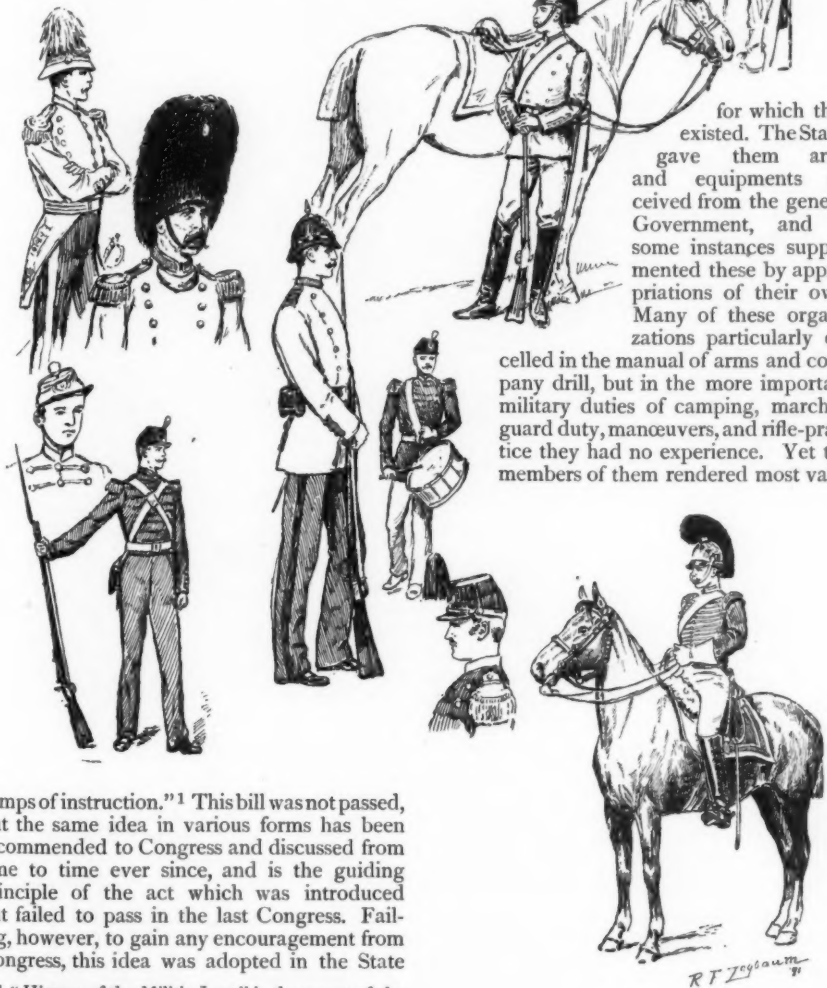 for which th
existed. The Sta
gave them ar
and equipments
ceived from the gene
Government, and
some instances supp
mented these by app
priations of their ow
Many of these orga
zations particularly e
celled in the manual of arms and co
pany drill, but in the more importa
military duties of camping, march
guard duty, manœuvers, and rifle-pra
tice they had no experience. Yet t
members of them rendered most va
mps of instruction." 1 This bill was not passed,
t the same idea in various forms has been
commended to Congress and discussed from
ne to time ever since, and is the guiding
inciple of the act which was introduced
t failed to pass in the last Congress. Fail-
g, however, to gain any encouragement from
ongress, this idea was adopted in the State
R F Zogbaum
91